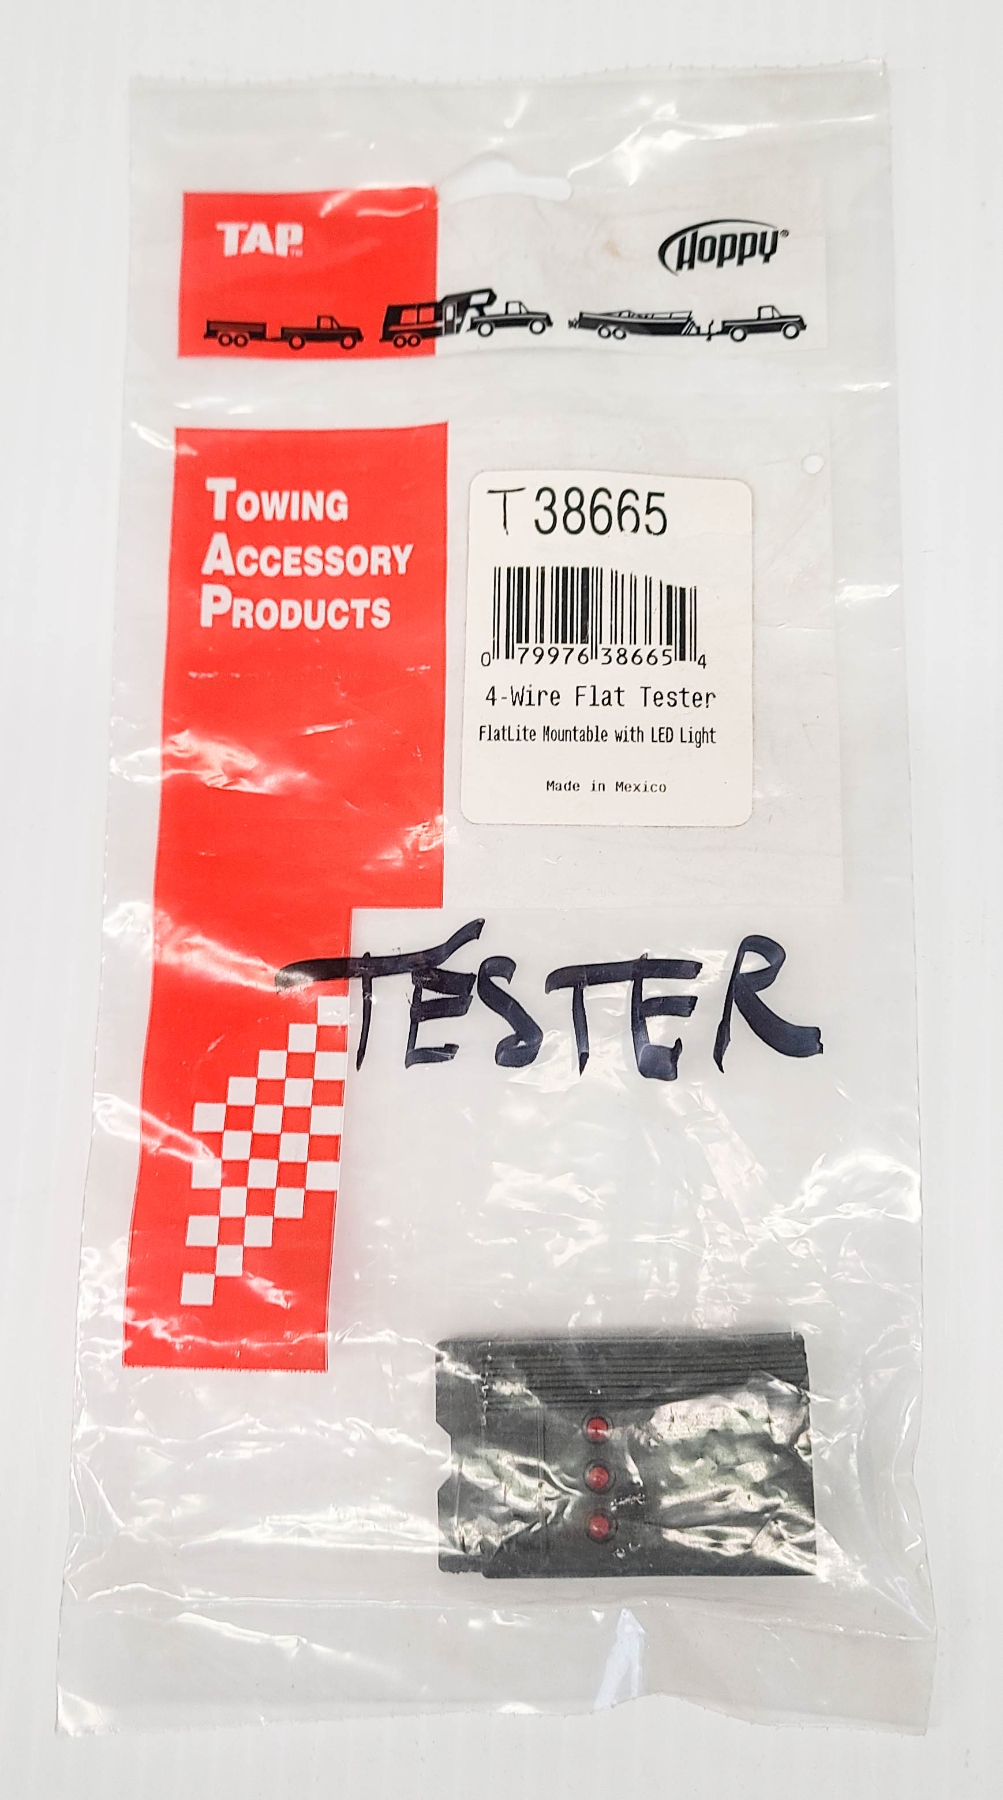 TAP™
Hoppy®
TOWING
ACCESSORY
PRODUCTS
T 38665
0 79976 38665 4
4-Wire Flat Tester
FlatLite Mountable with LED Light
Made in Mexico
TESTER